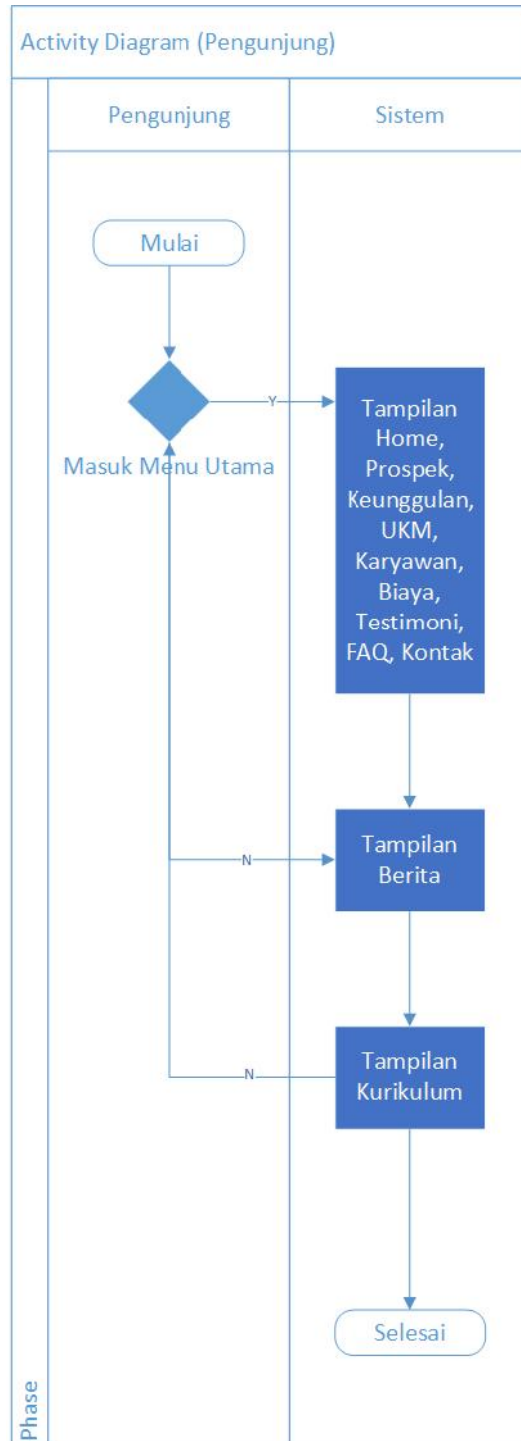 Activity Diagram (Pengunjung)
Pengunjung
Sistem
Mulai
Y
Masuk Menu Utama
Tampilan
Home,
Prospek,
Keunggulan,
UKM,
Karyawan,
Biaya,
Testimoni,
FAQ, Kontak
N
Tampilan
Berita
N
Tampilan
Kurikulum
Selesai
Phase